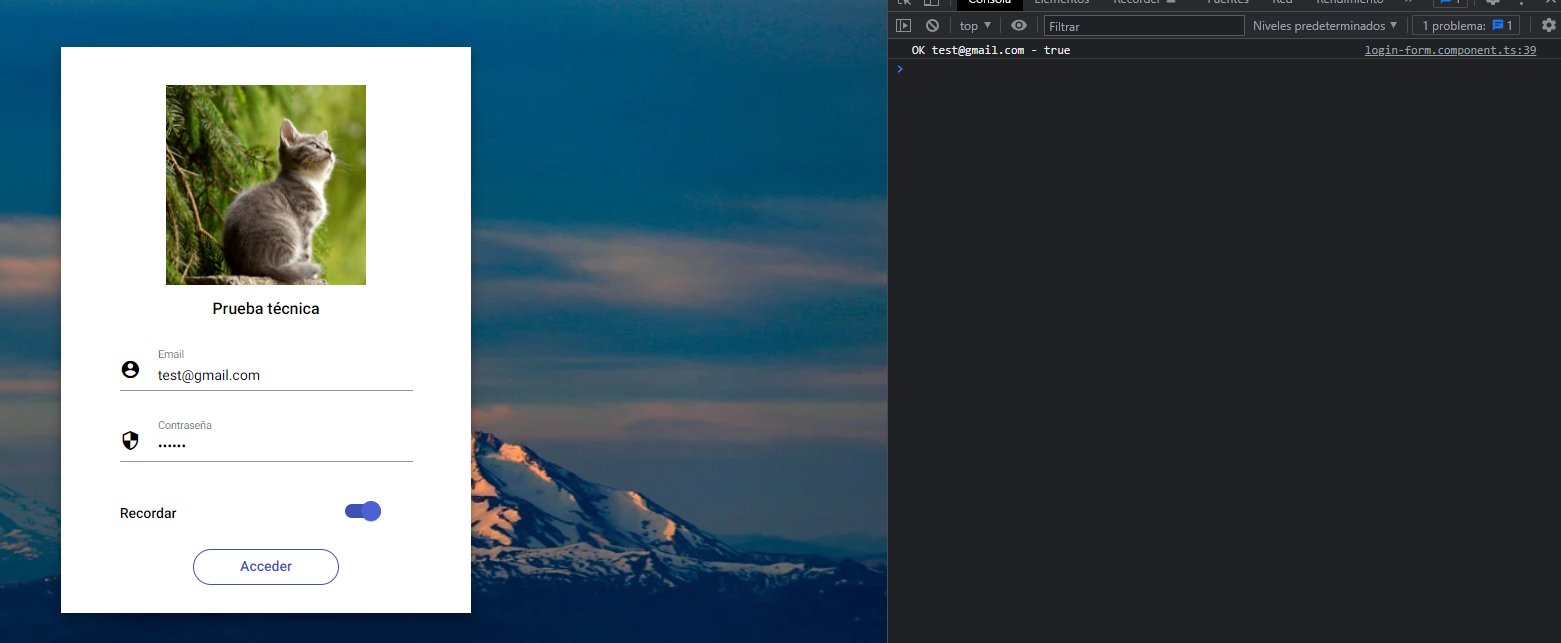 Prueba técnica
Email
test@gmail.com
Contraseña
••••••
Recordar
Acceder
Consola Elementos Recorder Fuentes Red Rendimiento » 1
top ▼ Filtrar Niveles predeterminados ▼ 1 problema: 1
OK test@gmail.com - true login-form.component.ts:39